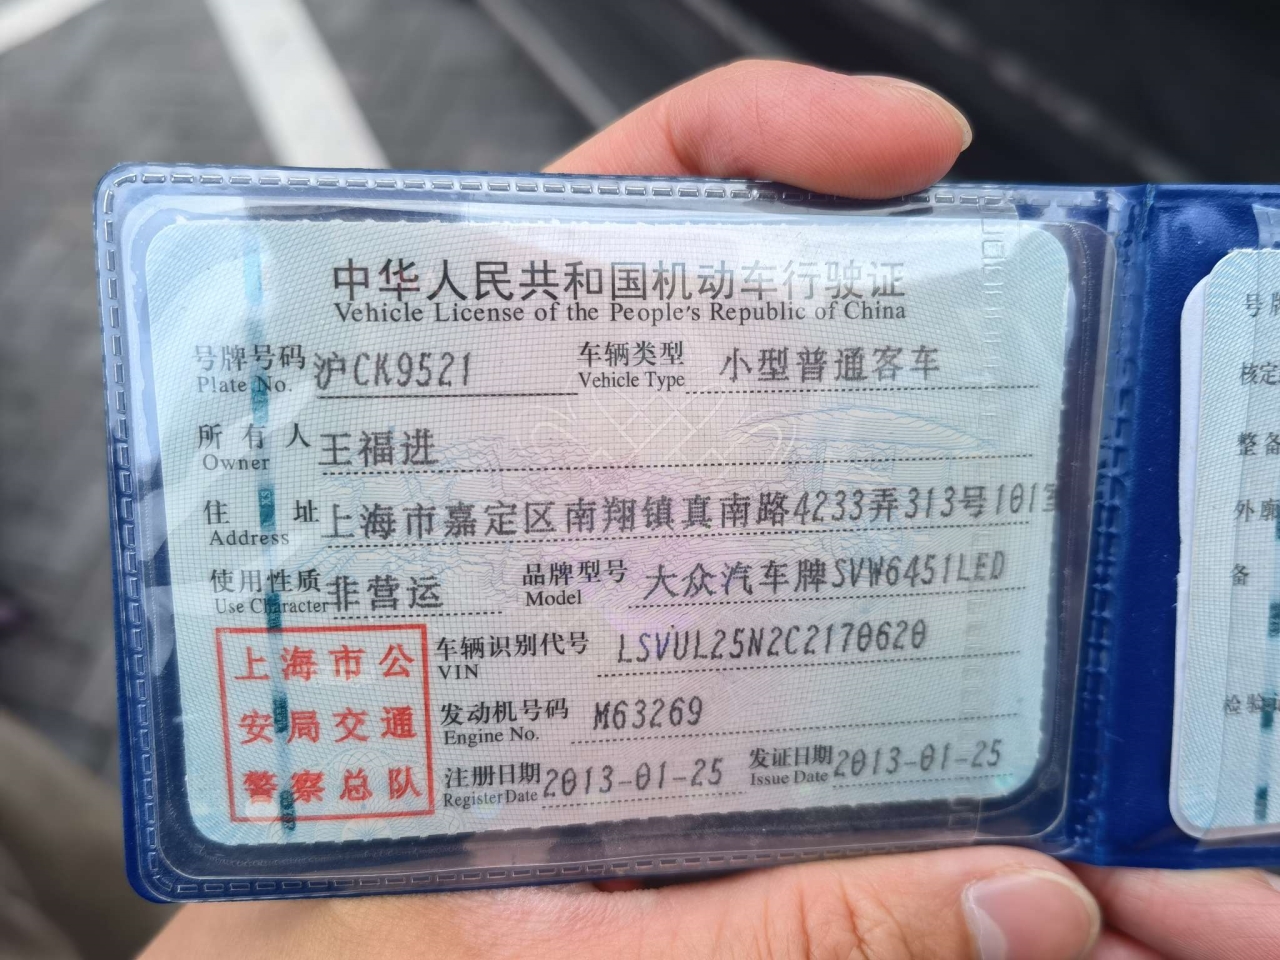 中华人民共和国机动车行驶证
Vehicle License of the People's Republic of China
号牌号码 沪CK9521 车辆类型 小型普通客车
Plate No. Vehicle Type
所有人 王福进
Owner
住址 上海市嘉定区南翔镇真南路4233弄313号101室
Address
使用性质 非营运 品牌型号 大众汽车牌SVW6451LED
Use Character Model
车辆识别代号 LSVUL25N2C2170620
VIN
发动机号码 M63269
Engine No.
注册日期 2013-01-25 发证日期 2013-01-25
Register Date Issue Date
上海市公
安局交通
警察总队
号牌
核定
整备
外廓
备
检验